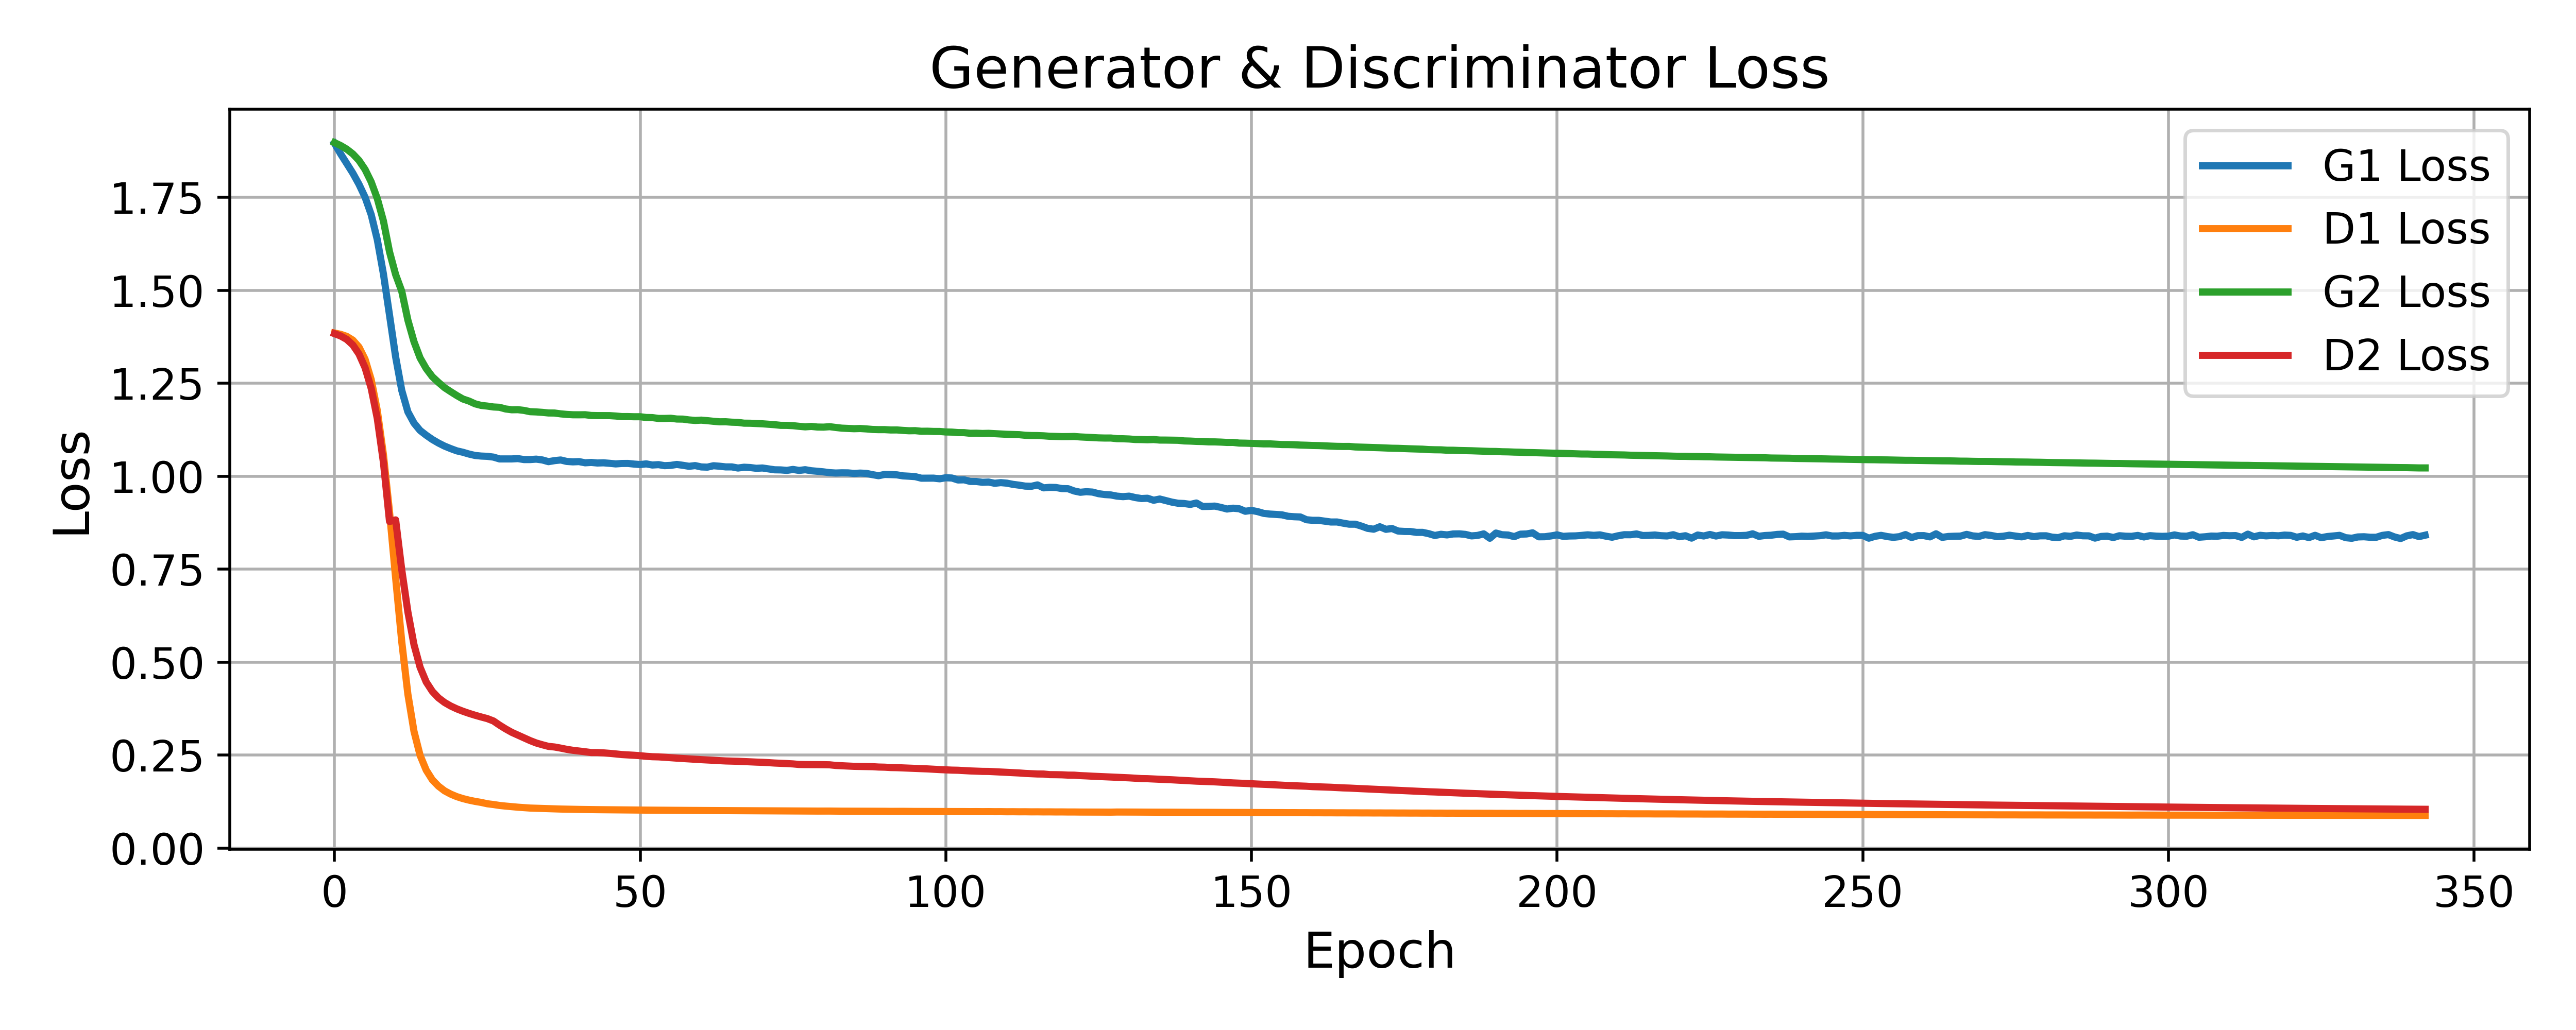 Generator & Discriminator Loss
G1 Loss
D1 Loss
G2 Loss
D2 Loss
Loss
1.75
1.50
1.25
1.00
0.75
0.50
0.25
0.00
0 50 100 150 200 250 300 350
Epoch